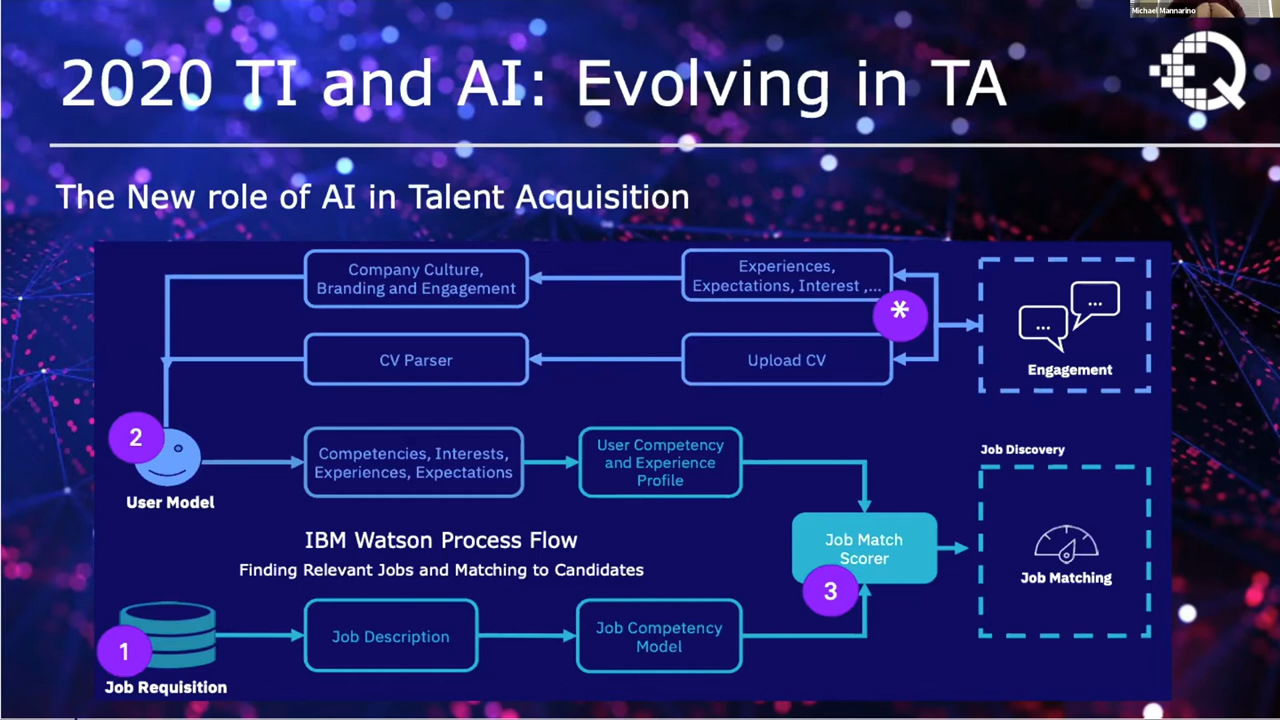 Michael Mannarino
2020 TI and AI: Evolving in TA
The New role of AI in Talent Acquisition
Company Culture,
Branding and Engagement
Experiences,
Expectations, Interest ,...
*
CV Parser
Upload CV
...
...
Engagement
2
User Model
Competencies, Interests,
Experiences, Expectations
User Competency
and Experience
Profile
Job Discovery
IBM Watson Process Flow
Finding Relevant Jobs and Matching to Candidates
Job Match
Scorer
3
Job Matching
1
Job Requisition
Job Description
Job Competency
Model